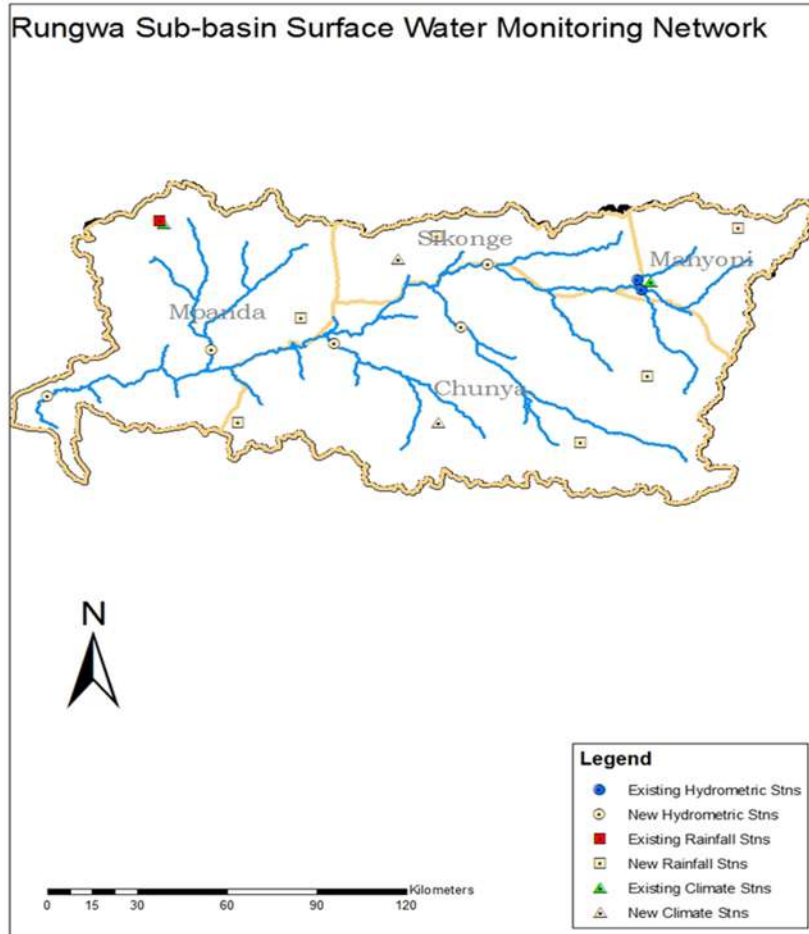 Rungwa Sub-basin Surface Water Monitoring Network
Sikonge
Manyoni
Mpanda
Chunya
N
Legend
Existing Hydrometric Stns
New Hydrometric Stns
Existing Rainfall Stns
New Rainfall Stns
Existing Climate Stns
New Climate Stns
Kilometers
0 15 30 60 90 120